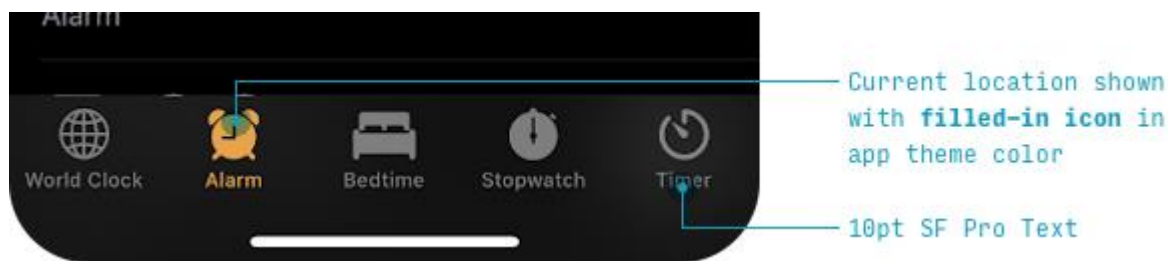 Alarm
Current location shown
with filled-in icon in
app theme color
World Clock
Alarm
Bedtime
Stopwatch
Timer
10pt SF Pro Text